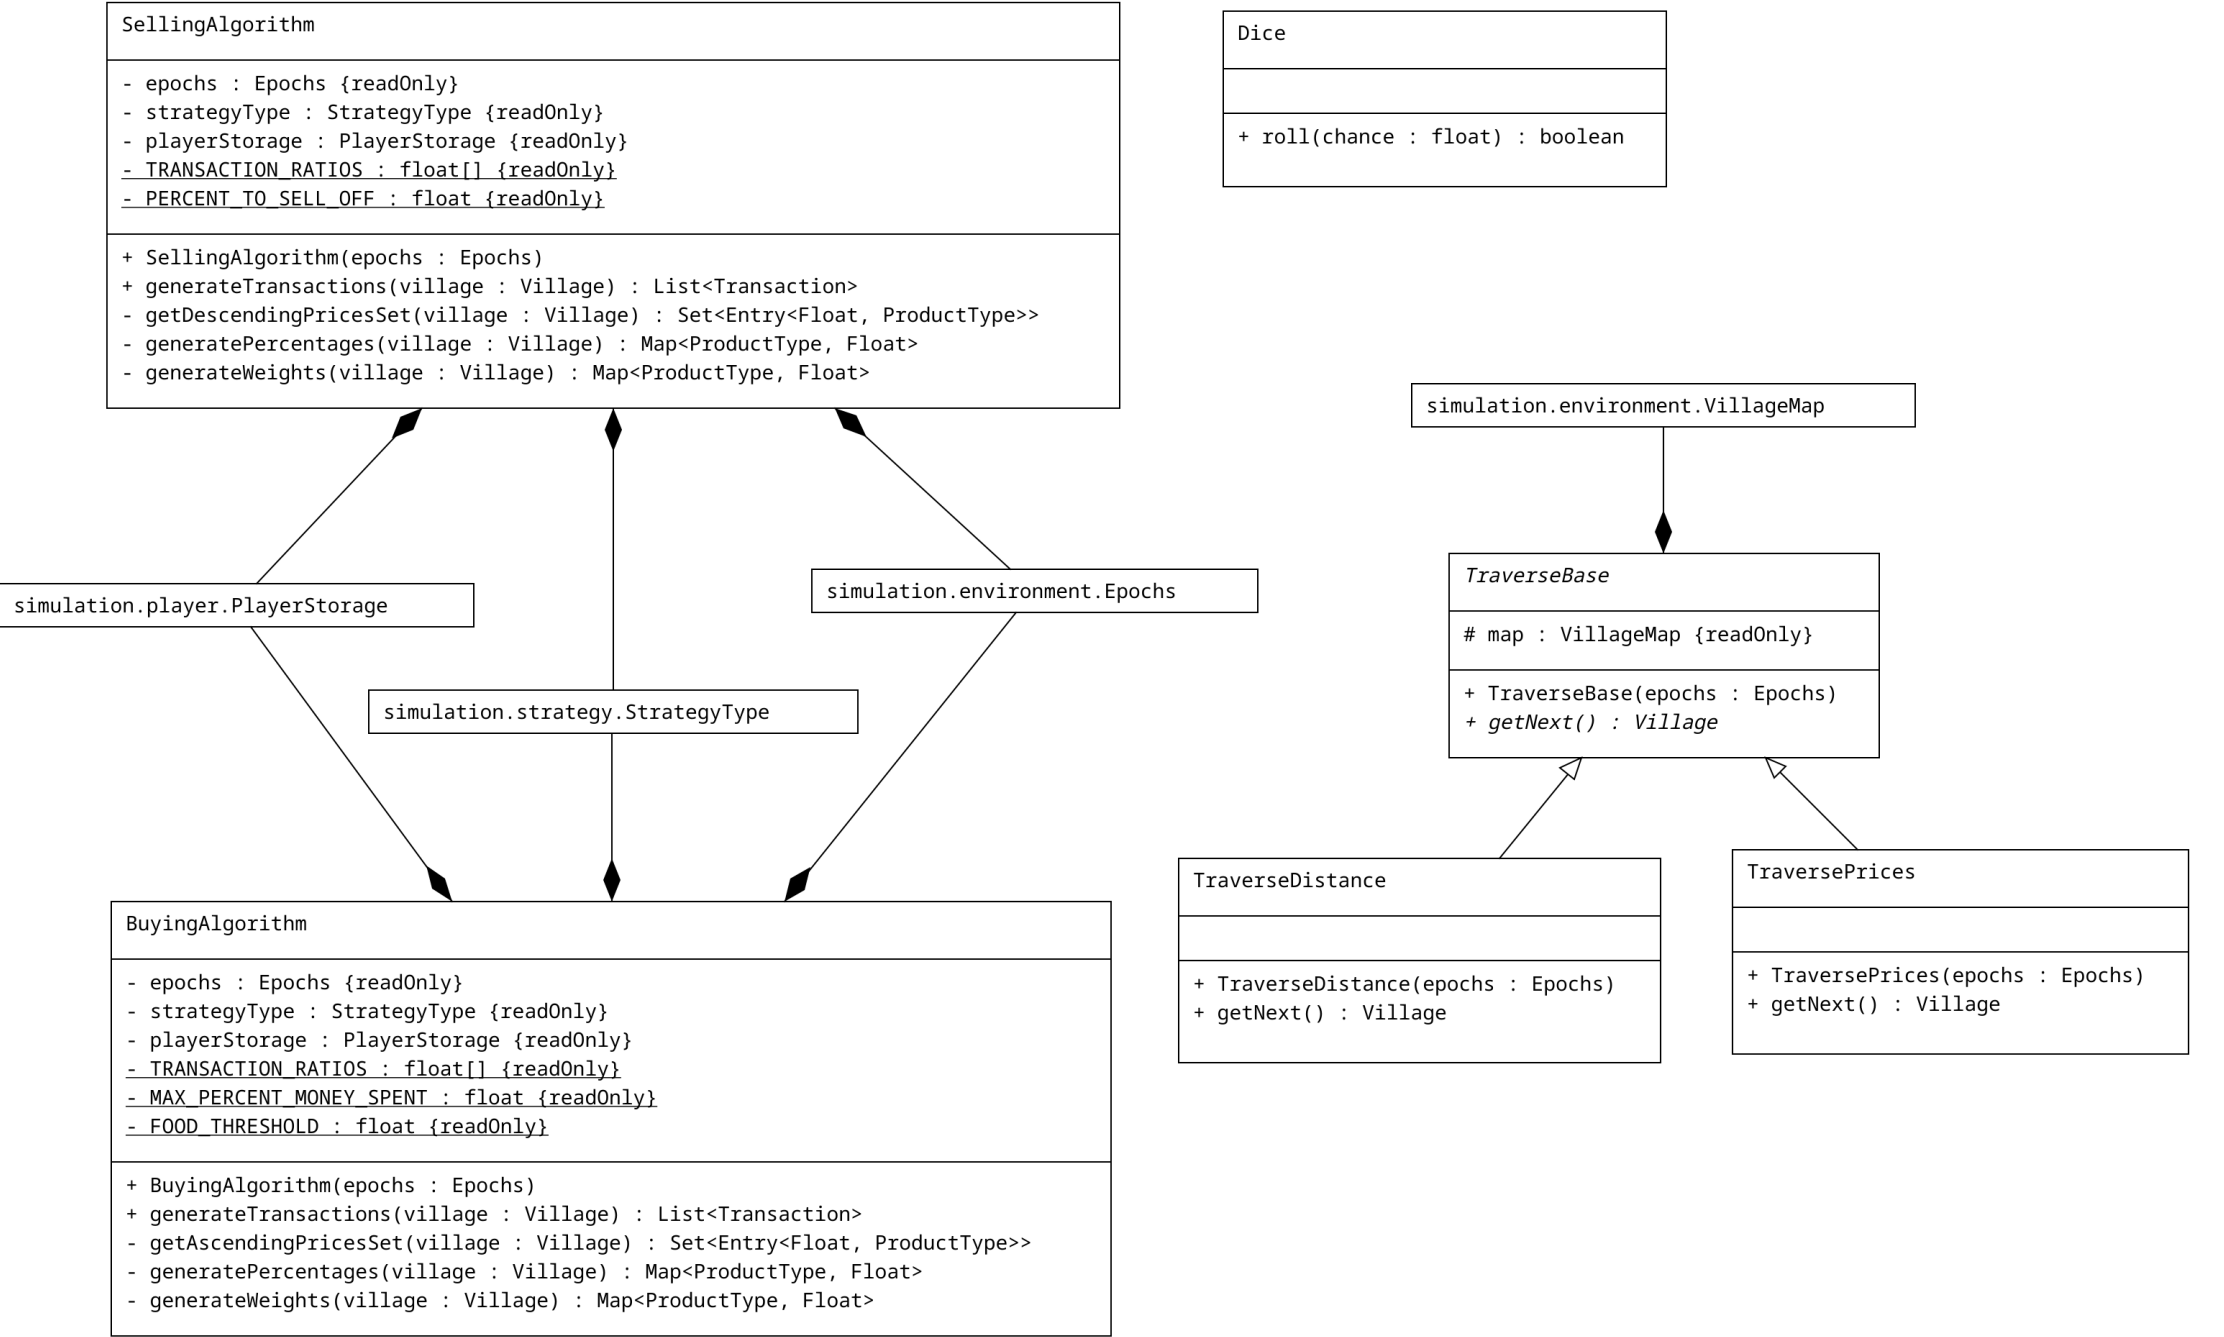 SellingAlgorithm
- epochs : Epochs {readOnly}
- strategyType : StrategyType {readOnly}
- playerStorage : PlayerStorage {readOnly}
- TRANSACTION_RATIOS : float[] {readOnly}
- PERCENT_TO_SELL_OFF : float {readOnly}
+ SellingAlgorithm(epochs : Epochs)
+ generateTransactions(village : Village) : List<Transaction>
- getDescendingPricesSet(village : Village) : Set<Entry<Float, ProductType>>
- generatePercentages(village : Village) : Map<ProductType, Float>
- generateWeights(village : Village) : Map<ProductType, Float>
Dice
+ roll(chance : float) : boolean
simulation.environment.VillageMap
simulation.player.PlayerStorage
simulation.environment.Epochs
simulation.strategy.StrategyType
TraverseBase
# map : VillageMap {readOnly}
+ TraverseBase(epochs : Epochs)
+ getNext() : Village
TraverseDistance
+ TraverseDistance(epochs : Epochs)
+ getNext() : Village
TraversePrices
+ TraversePrices(epochs : Epochs)
+ getNext() : Village
BuyingAlgorithm
- epochs : Epochs {readOnly}
- strategyType : StrategyType {readOnly}
- playerStorage : PlayerStorage {readOnly}
- TRANSACTION_RATIOS : float[] {readOnly}
- MAX_PERCENT_MONEY_SPENT : float {readOnly}
- FOOD_THRESHOLD : float {readOnly}
+ BuyingAlgorithm(epochs : Epochs)
+ generateTransactions(village : Village) : List<Transaction>
- getAscendingPricesSet(village : Village) : Set<Entry<Float, ProductType>>
- generatePercentages(village : Village) : Map<ProductType, Float>
- generateWeights(village : Village) : Map<ProductType, Float>